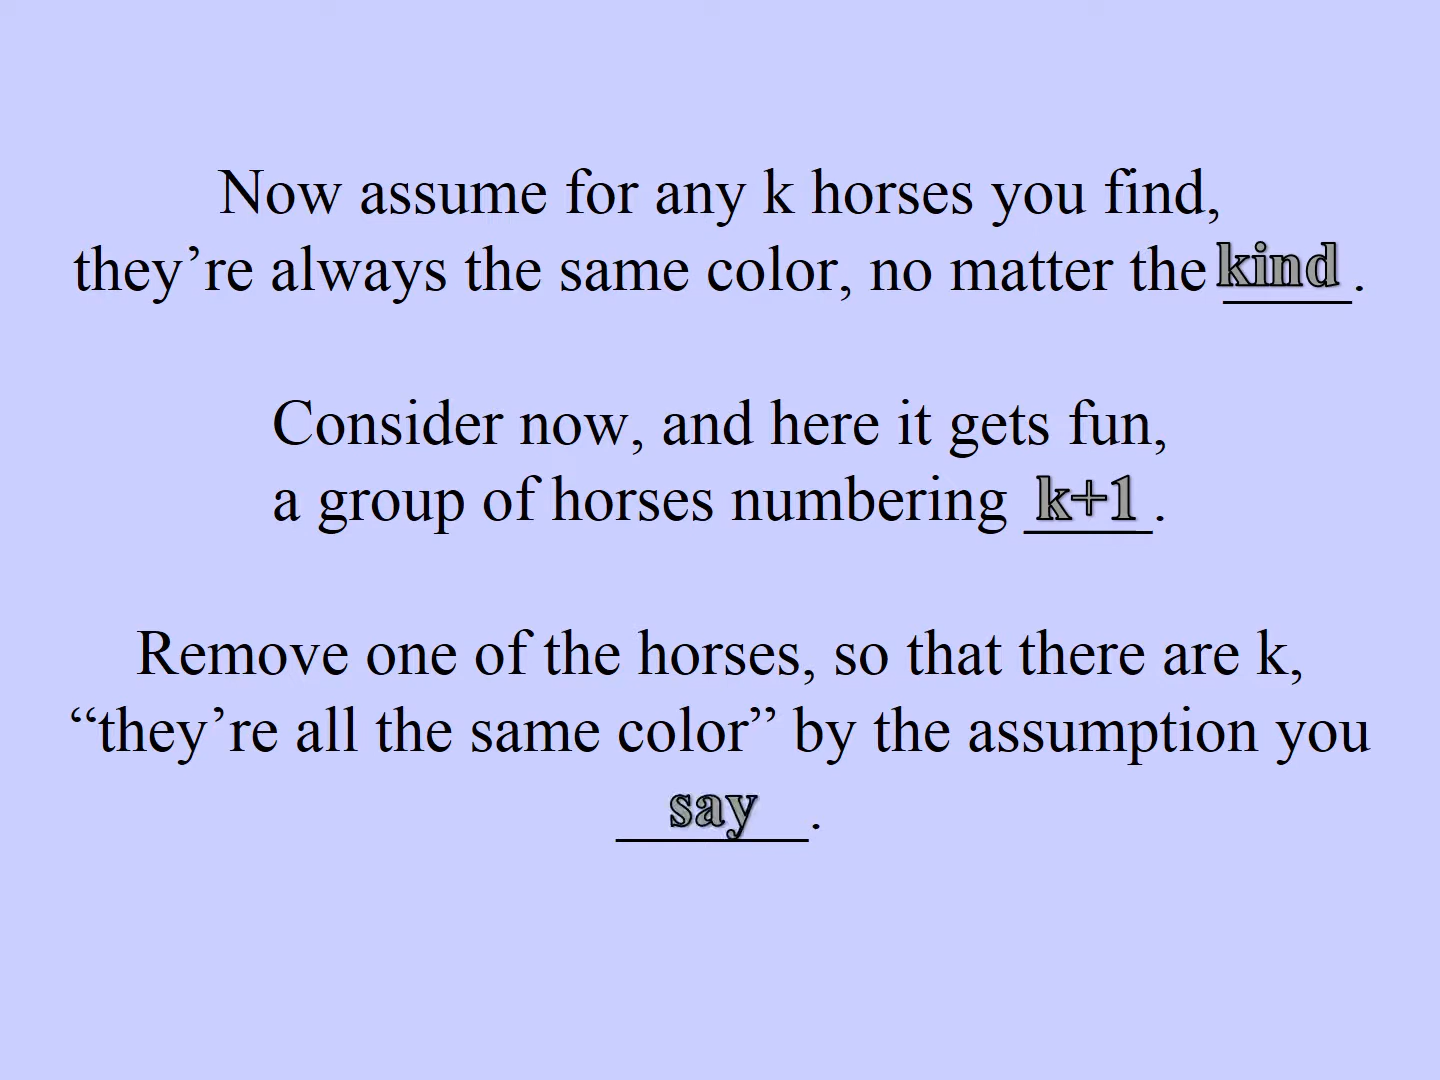 Now assume for any k horses you find,
they’re always the same color, no matter the kind.
Consider now, and here it gets fun,
a group of horses numbering k+1.
Remove one of the horses, so that there are k,
“they’re all the same color” by the assumption you
say.